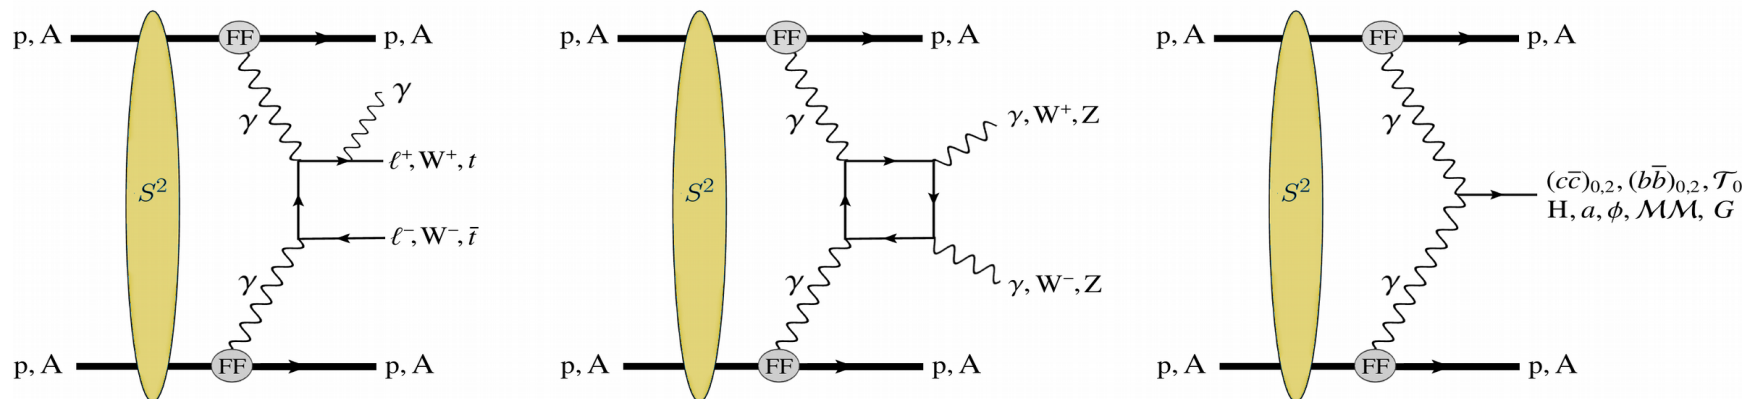 p, A FF p, A
γ
γ
ℓ⁺, W⁺, t
S²
ℓ⁻, W⁻, t̄
γ
p, A FF p, A
p, A FF p, A
γ
γ, W⁺, Z
S²
γ
γ, W⁻, Z
p, A FF p, A
p, A FF p, A
γ
S²
(cc̄)₀,₂, (bb̄)₀,₂, 𝒯₀
H, a, ϕ, ℳℳ, G
γ
p, A FF p, A